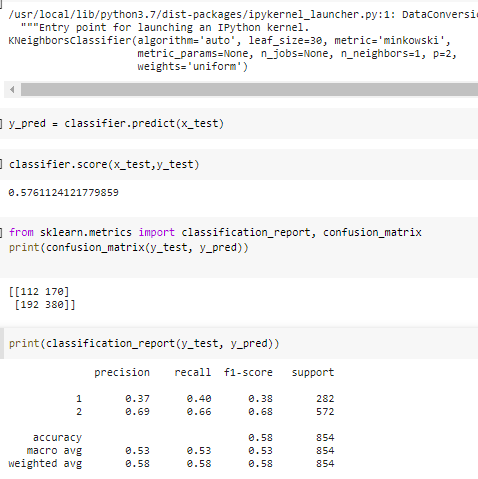 /usr/local/lib/python3.7/dist-packages/ipykernel_launcher.py:1: DataConversi
"""Entry point for launching an IPython kernel.
KNeighborsClassifier(algorithm='auto', leaf_size=30, metric='minkowski',
metric_params=None, n_jobs=None, n_neighbors=1, p=2,
weights='uniform')
] y_pred = classifier.predict(x_test)
] classifier.score(x_test,y_test)
0.5761124121779859
] from sklearn.metrics import classification_report, confusion_matrix
print(confusion_matrix(y_test, y_pred))
[[112 170]
[192 380]]
print(classification_report(y_test, y_pred))
precision recall f1-score support
1 0.37 0.40 0.38 282
2 0.69 0.66 0.68 572
accuracy 0.58 854
macro avg 0.53 0.53 0.53 854
weighted avg 0.58 0.58 0.58 854